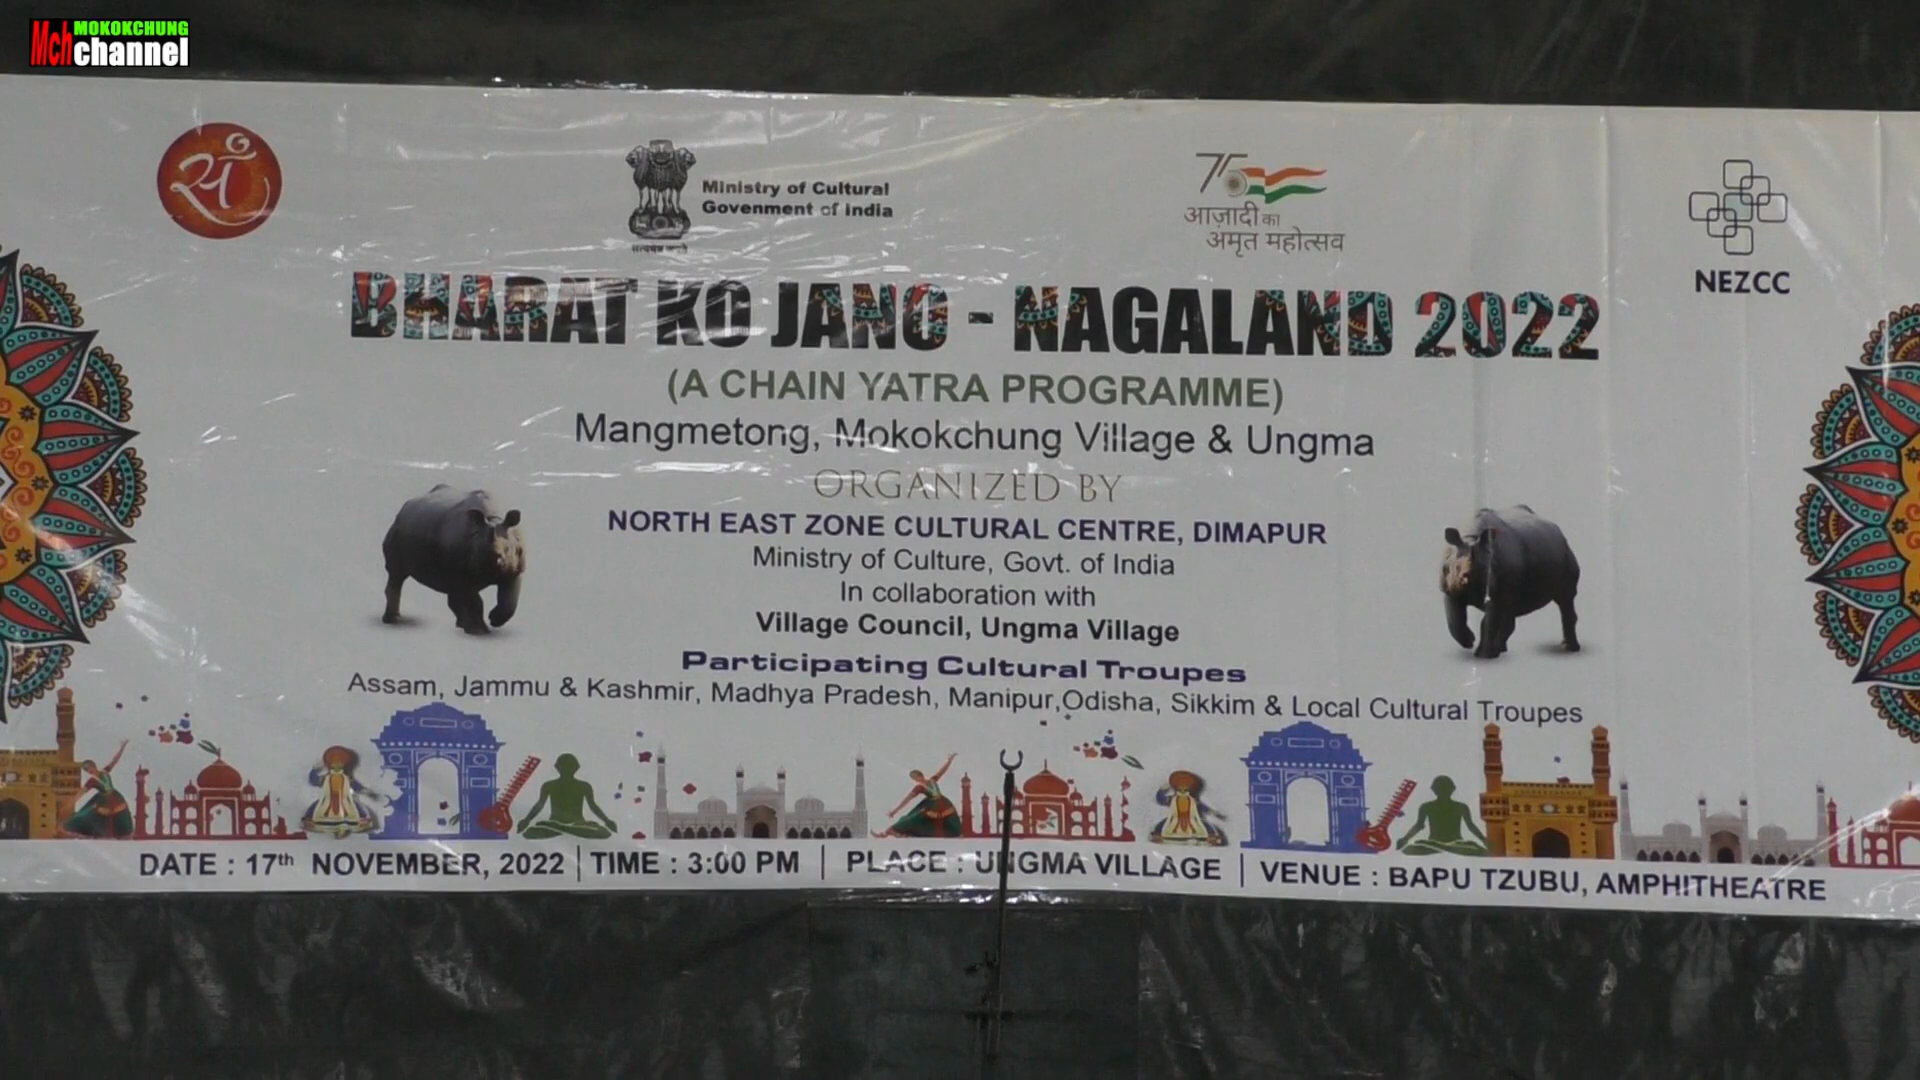 MOKOKCHUNG
Mch channel
सं
Ministry of Cultural
Govenment of India
सत्यमेव जयते
75
आज़ादी का
अमृत महोत्सव
NEZCC
BHARAT KO JANO - NAGALAND 2022
(A CHAIN YATRA PROGRAMME)
Mangmetong, Mokokchung Village & Ungma
ORGANIZED BY
NORTH EAST ZONE CULTURAL CENTRE, DIMAPUR
Ministry of Culture, Govt. of India
In collaboration with
Village Council, Ungma Village
Participating Cultural Troupes
Assam, Jammu & Kashmir, Madhya Pradesh, Manipur,Odisha, Sikkim & Local Cultural Troupes
DATE : 17th NOVEMBER, 2022 | TIME : 3:00 PM | PLACE : UNGMA VILLAGE | VENUE : BAPU TZUBU, AMPHITHEATRE